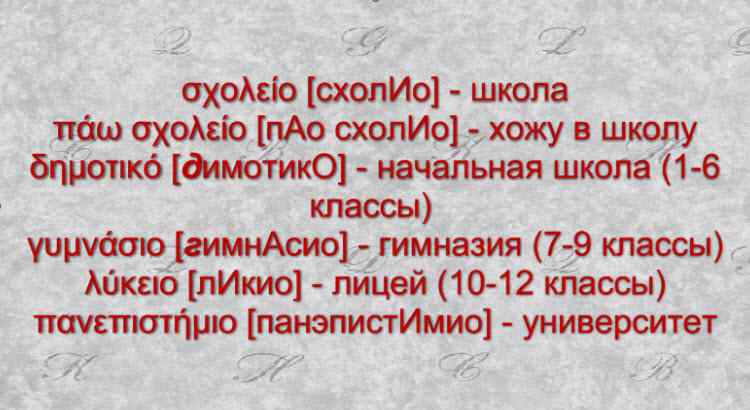 σχολείο [схолИо] - школа
πάω σχολείο [пАо схолИо] - хожу в школу
δημοτικό [димотикО] - начальная школа (1-6
классы)
γυμνάσιο [гимнАсио] - гимназия (7-9 классы)
λύκειο [лИкио] - лицей (10-12 классы)
πανεπιστήμιο [панэпистИмио] - университет